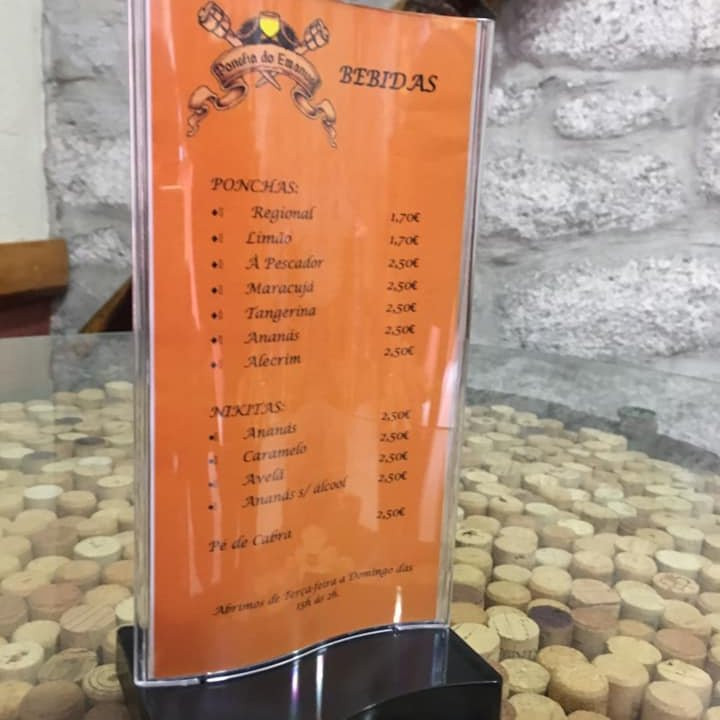 Poncha do Emanuel
BEBIDAS
PONCHAS:
Regional 1,70€
Limão 1,70€
À Pescador 2,50€
Maracujá 2,50€
Tangerina 2,50€
Ananás 2,50€
Alecrim 2,50€
NIKITAS:
Ananás 2,50€
Caramelo 2,50€
Avelã 2,50€
Ananás s/ álcool 2,50€
Pé de Cabra 2,50€
Abrimos de Terça-feira a Domingo das
15h às 2h.